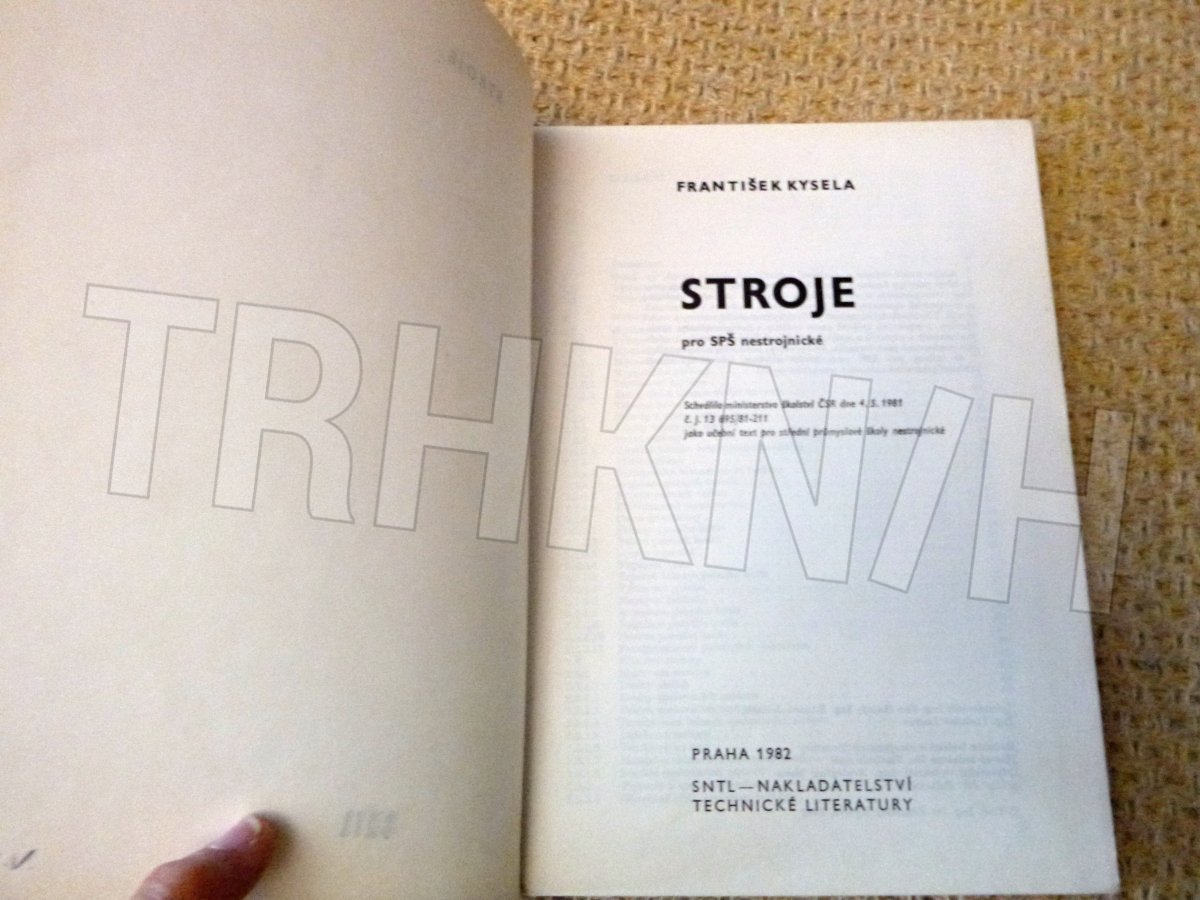 FRANTIŠEK KYSELA
STROJE
pro SPŠ nestrojnické
Schválilo ministerstvo školství ČSR dne 4. 5. 1981
č. j. 13 695/81-211
jako učební text pro střední průmyslové školy nestrojnické
TRHKNIH
PRAHA 1982
SNTL — NAKLADATELSTVÍ
TECHNICKÉ LITERATURY